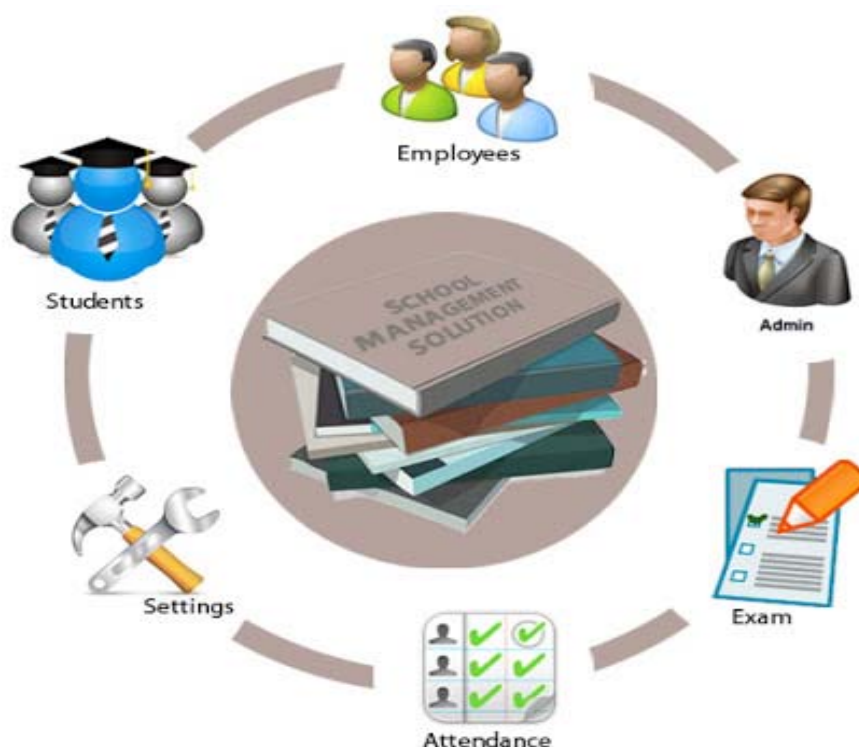 Employees
Students
Admin
SCHOOL
MANAGEMENT
SOLUTION
Settings
Exam
Attendance